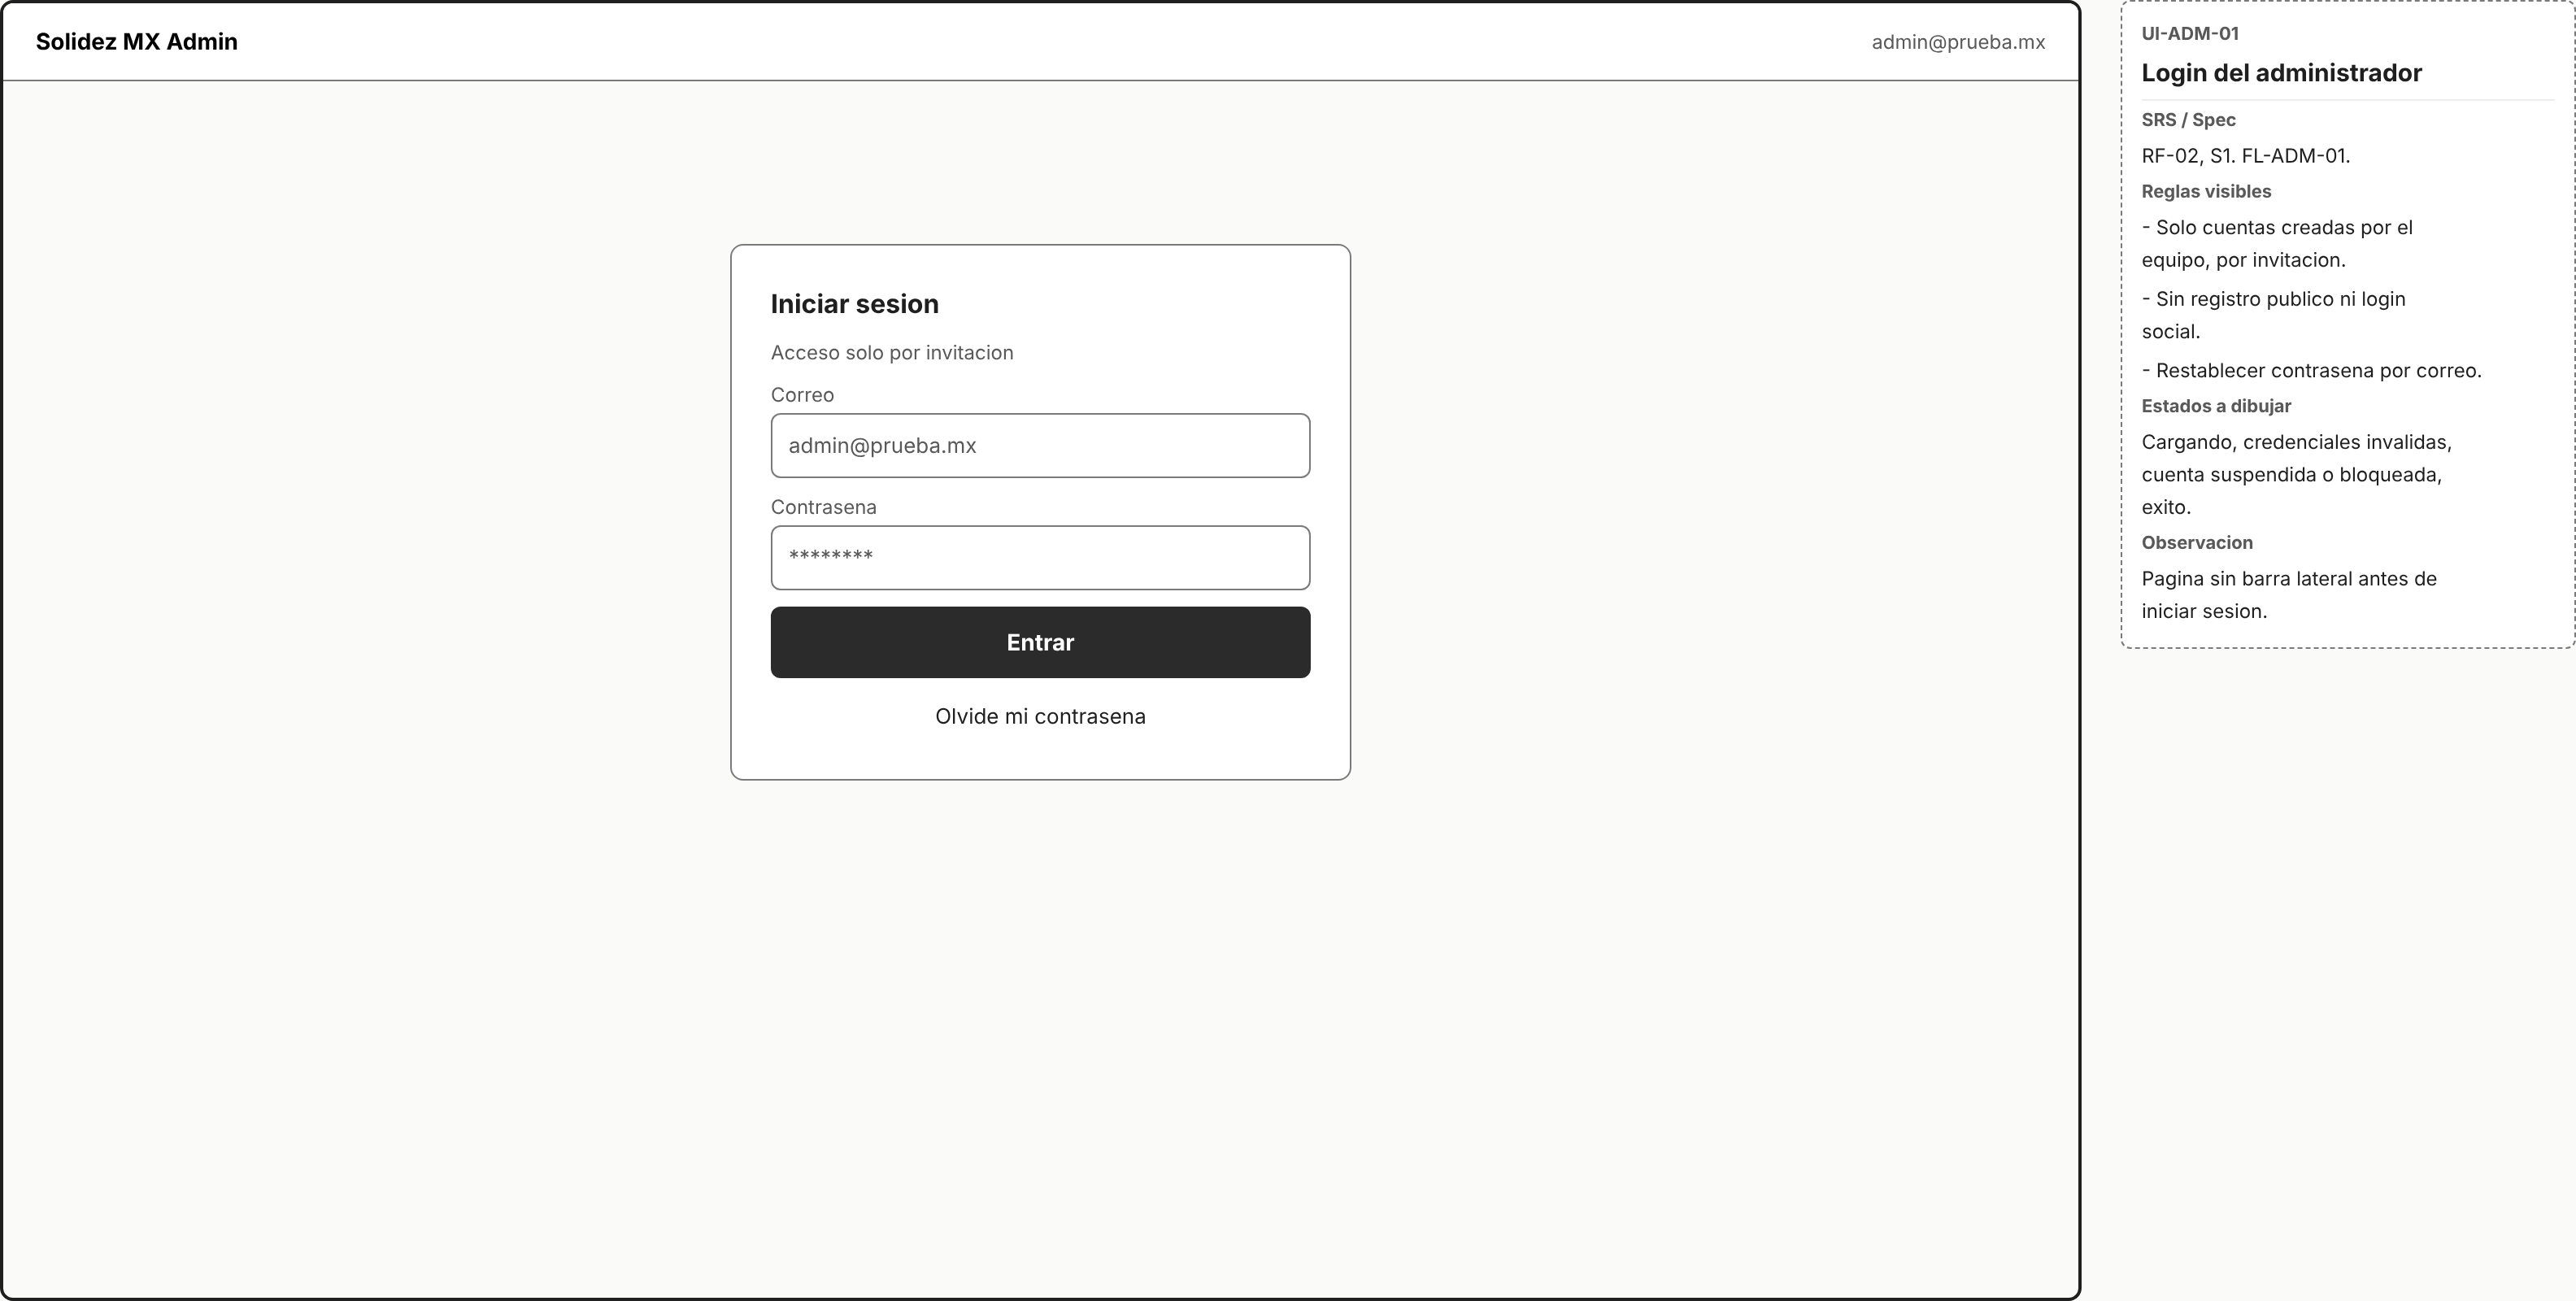 Solidez MX Admin
admin@prueba.mx
Iniciar sesion
Acceso solo por invitacion
Correo
admin@prueba.mx
Contrasena
********
Entrar
Olvide mi contrasena
UI-ADM-01
Login del administrador
SRS / Spec
RF-02, S1. FL-ADM-01.
Reglas visibles
- Solo cuentas creadas por el
equipo, por invitacion.
- Sin registro publico ni login
social.
- Restablecer contrasena por correo.
Estados a dibujar
Cargando, credenciales invalidas,
cuenta suspendida o bloqueada,
exito.
Observacion
Pagina sin barra lateral antes de
iniciar sesion.